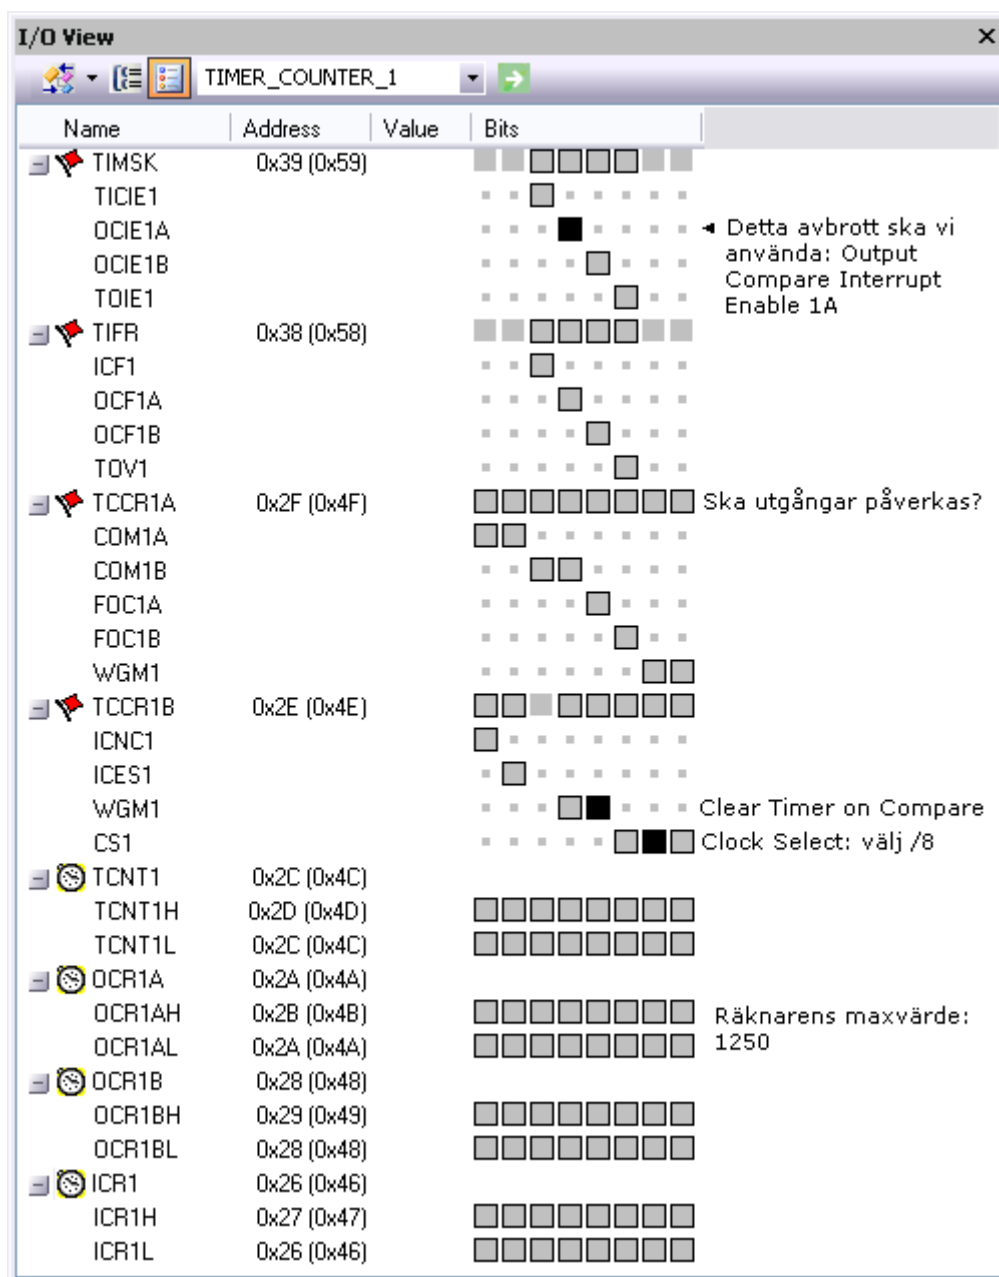 I/O View
TIMER_COUNTER_1
Name Address Value Bits
TIMSK 0x39 (0x59)
TICIE1
OCIE1A ◄ Detta avbrott ska vi
använda: Output
OCIE1B
Compare Interrupt
TOIE1
Enable 1A
TIFR 0x38 (0x58)
ICF1
OCF1A
OCF1B
TOV1
TCCR1A 0x2F (0x4F) Ska utgångar påverkas?
COM1A
COM1B
FOC1A
FOC1B
WGM1
TCCR1B 0x2E (0x4E)
ICNC1
ICES1
WGM1 Clear Timer on Compare
CS1 Clock Select: välj /8
TCNT1 0x2C (0x4C)
TCNT1H 0x2D (0x4D)
TCNT1L 0x2C (0x4C)
OCR1A 0x2A (0x4A)
OCR1AH 0x2B (0x4B) Räknarens maxvärde:
OCR1AL 0x2A (0x4A) 1250
OCR1B 0x28 (0x48)
OCR1BH 0x29 (0x49)
OCR1BL 0x28 (0x48)
ICR1 0x26 (0x46)
ICR1H 0x27 (0x47)
ICR1L 0x26 (0x46)